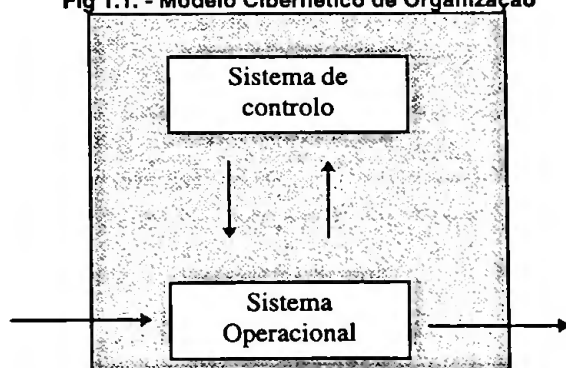 Fig 1.1. - Modelo Cibernético de Organização
Sistema de
controlo
Sistema
Operacional